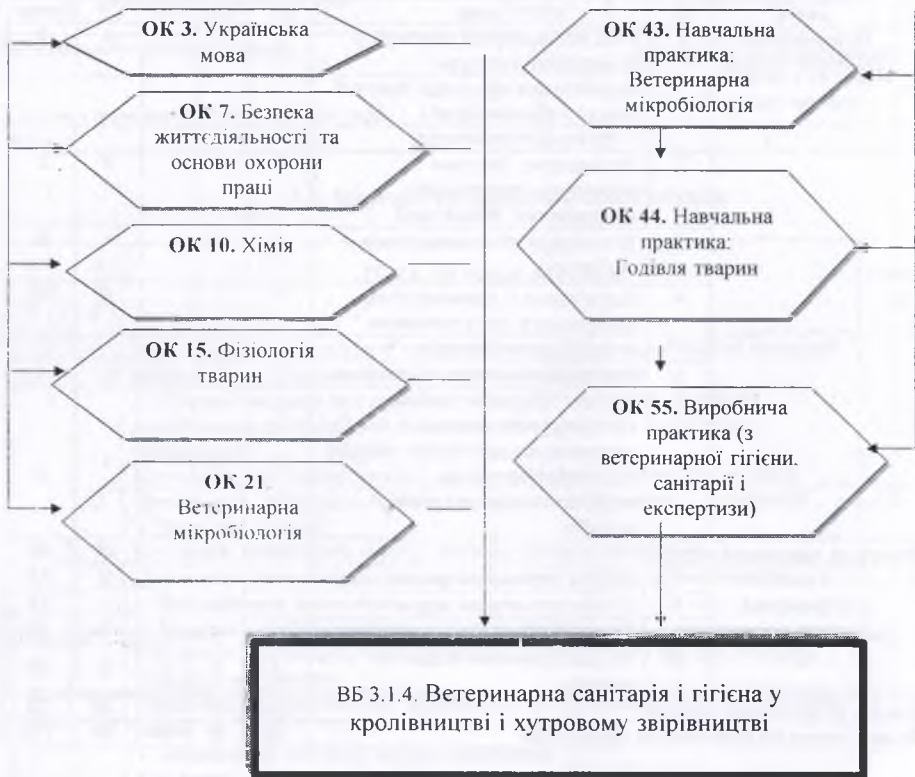 ОК 3. Українська
мова
ОК 7. Безпека
життєдіяльності та
основи охорони
праці
ОК 10. Хімія
ОК 15. Фізіологія
тварин
ОК 21.
Ветеринарна
мікробіологія
ОК 43. Навчальна
практика:
Ветеринарна
мікробіологія
ОК 44. Навчальна
практика:
Годівля тварин
ОК 55. Виробнича
практика (з
ветеринарної гігієни,
санітарії і
експертизи)
ВБ 3.1.4. Ветеринарна санітарія і гігієна у
кролівництві і хутровому звірівництві